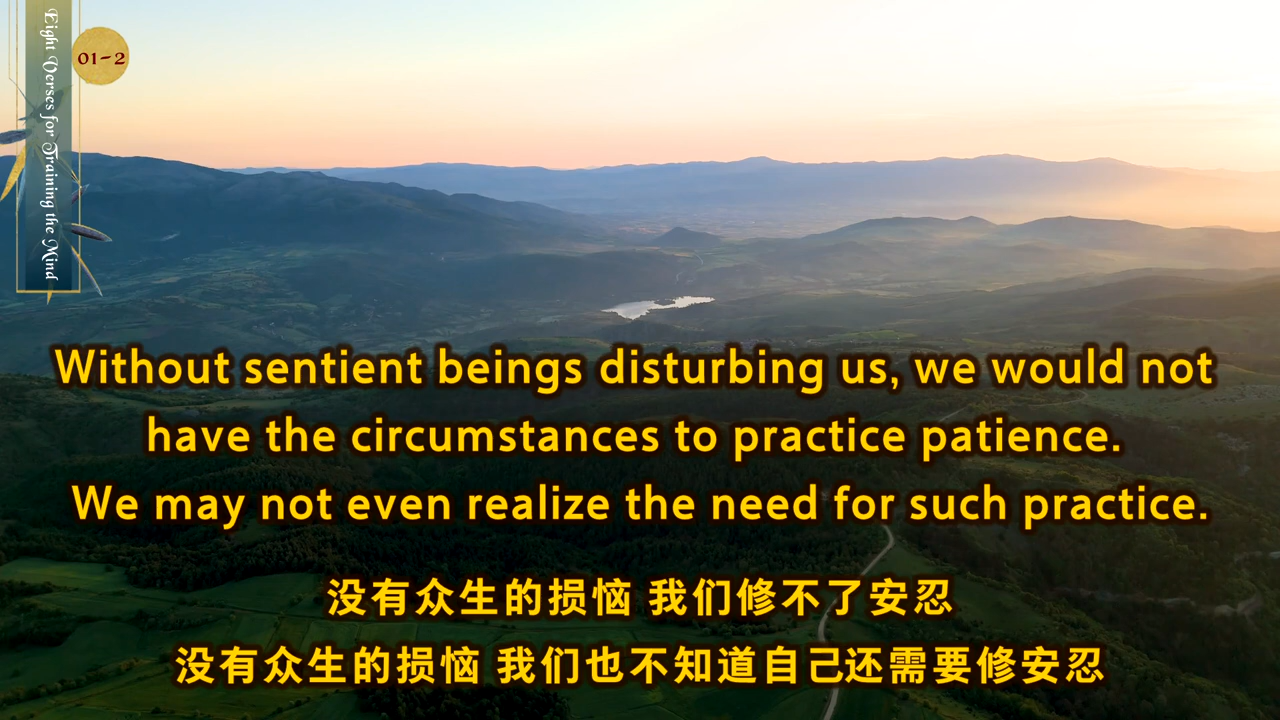 Eight Verses for Training the Mind
01-2
Without sentient beings disturbing us, we would not
have the circumstances to practice patience.
We may not even realize the need for such practice.
没有众生的损恼 我们修不了安忍
没有众生的损恼 我们也不知道自己还需要修安忍